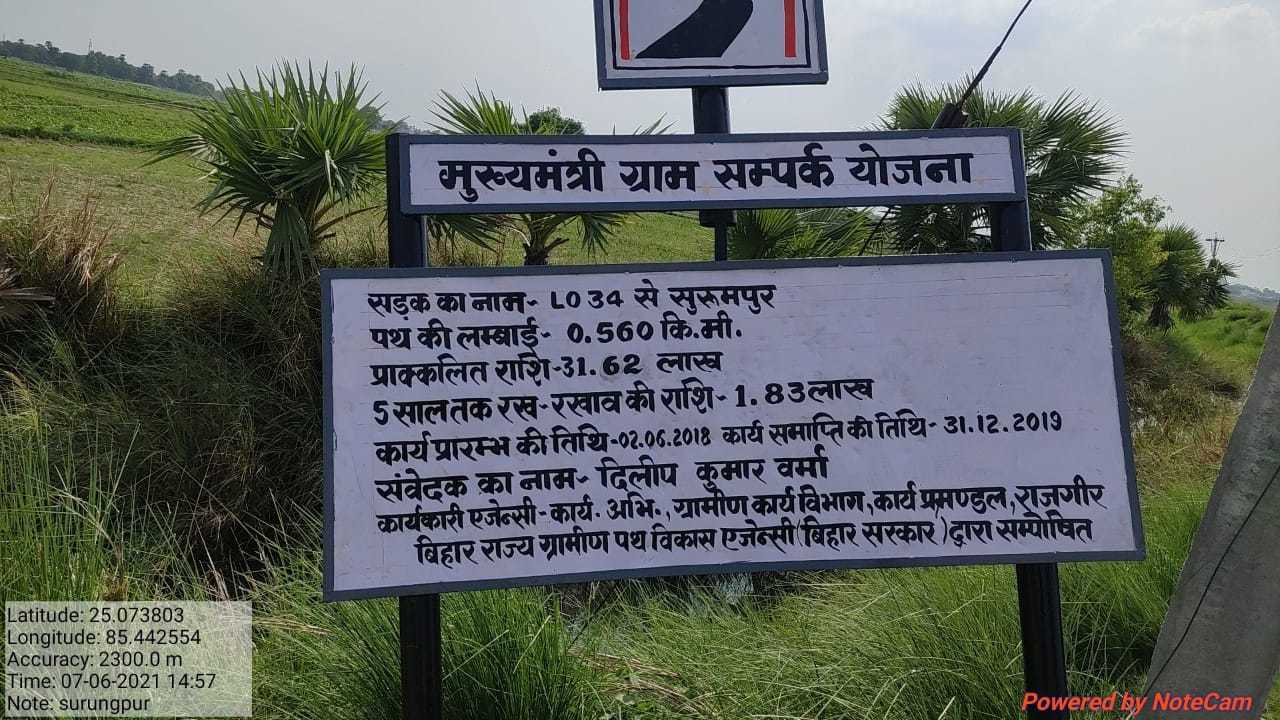 मुख्यमंत्री ग्राम सम्पर्क योजना
सड़क का नाम- LO34 से सुरुमपुर
पथ की लम्बाई- 0.560 कि.मी.
प्राक्कलित राशि-31.62 लाख
5 साल तक रख-रखाव की राशि- 1.83 लाख
कार्य प्रारम्भ की तिथि-02.06.2018 कार्य समाप्ति की तिथि- 31.12.2019
संवेदक का नाम- दिलीप कुमार वर्मा
कार्यकारी एजेन्सी-कार्य. अभि., ग्रामीण कार्य विभाग, कार्य प्रमण्डल, राजगीर
बिहार राज्य ग्रामीण पथ विकास एजेन्सी (बिहार सरकार) द्वारा सम्पोषित
Latitude: 25.073803
Longitude: 85.442554
Accuracy: 2300.0 m
Time: 07-06-2021 14:57
Note: surungpur
Powered by NoteCam